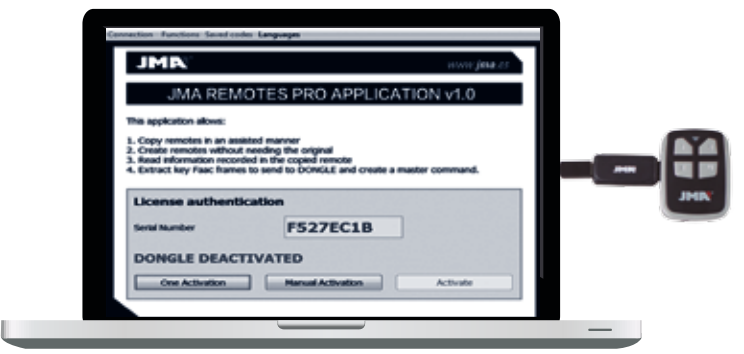 Connection Functions Saved codes Languages
JMA
www.jma.es
JMA REMOTES PRO APPLICATION v1.0
This application allows:
1. Copy remotes in an assisted manner
2. Create remotes without needing the original
3. Read information recorded in the copied remote
4. Extract key Faac frames to send to DONGLE and create a master command.
License authentication
Serial Number F527EC1B
DONGLE DEACTIVATED
One Activation Manual Activation Activate
JMA
JMA